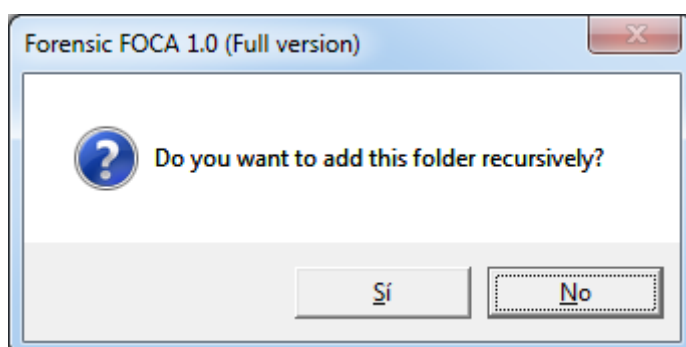 Forensic FOCA 1.0 (Full version)
Do you want to add this folder recursively?
Sí
No